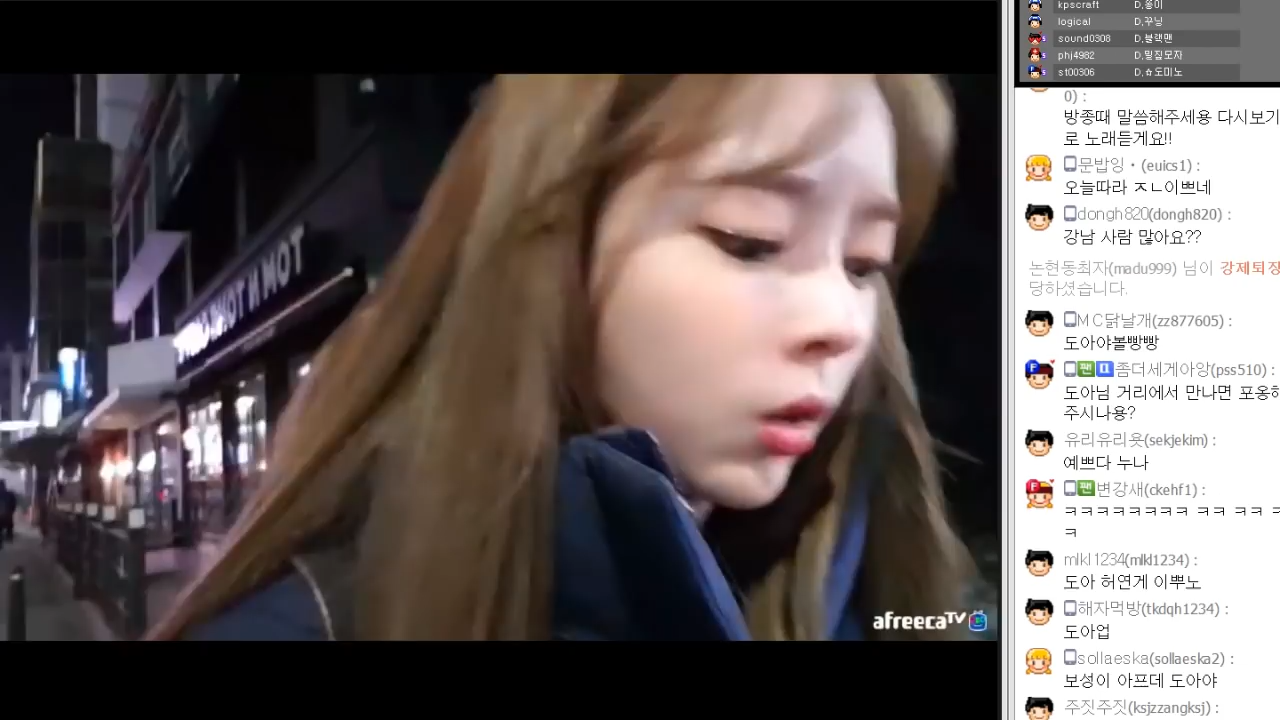 HOT N HOT
afreecaTV
kpscraft D,쫑이
logical D,꾸닝
sound0308 D,블랙맨
phj4982 D,밀짚모자
st00306 D,슈도미노
0) :
방종때 말씀해주세용 다시보기
로 노래듣게요!!
문밥잉·(euics1) :
오늘따라 ㅈㄴ이쁘네
dongh820(dongh820) :
강남 사람 많아요??
논현동최자(madu999) 님이 강제퇴장
당하셨습니다.
M C닭날개(zz877605) :
도아야볼빵빵
팬 좀더세게아앙(pss510) :
도아님 거리에서 만나면 포옹해
주시나용?
유리유리욧(sekjekim) :
예쁘다 누나
팬 변강새(ckehf1) :
ㅋㅋㅋㅋㅋㅋㅋㅋ ㅋㅋ ㅋㅋ ㅋ
ㅋ
mlkl1234(mlkl1234) :
도아 허연게 이뿌노
해자먹방(tkdqh1234) :
도아업
sollaeska(sollaeska2) :
보성이 아프데 도아야
주짓주짓(ksjzzangksj) :